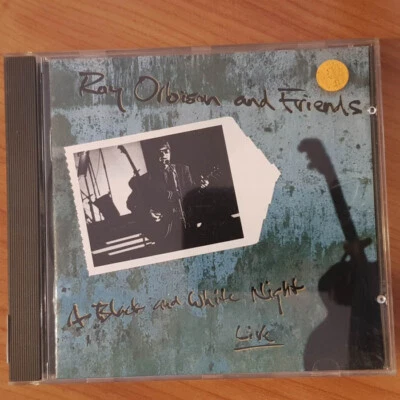 Roy Orbison and Friends
A Black and White Night
Live